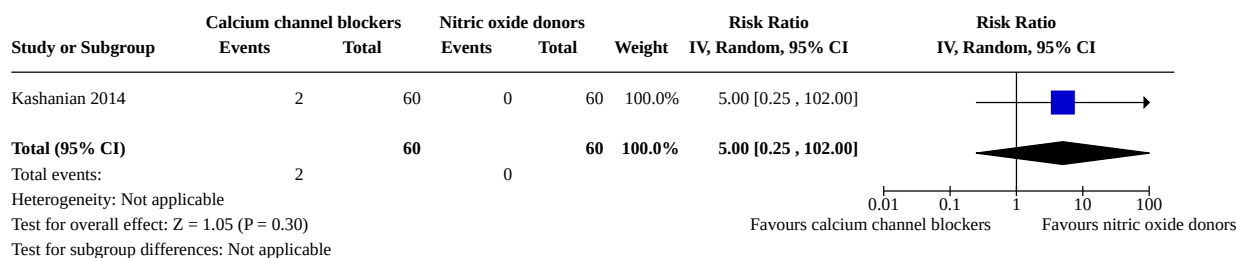 Calcium channel blockers Nitric oxide donors Risk Ratio Risk Ratio
Study or Subgroup Events Total Events Total Weight IV, Random, 95% CI IV, Random, 95% CI
Kashanian 2014 2 60 0 60 100.0% 5.00 [0.25 , 102.00]
Total (95% CI) 60 60 100.0% 5.00 [0.25 , 102.00]
Total events: 2 0
Heterogeneity: Not applicable
0.01 0.1 1 10 100
Test for overall effect: Z = 1.05 (P = 0.30) Favours calcium channel blockers Favours nitric oxide donors
Test for subgroup differences: Not applicable